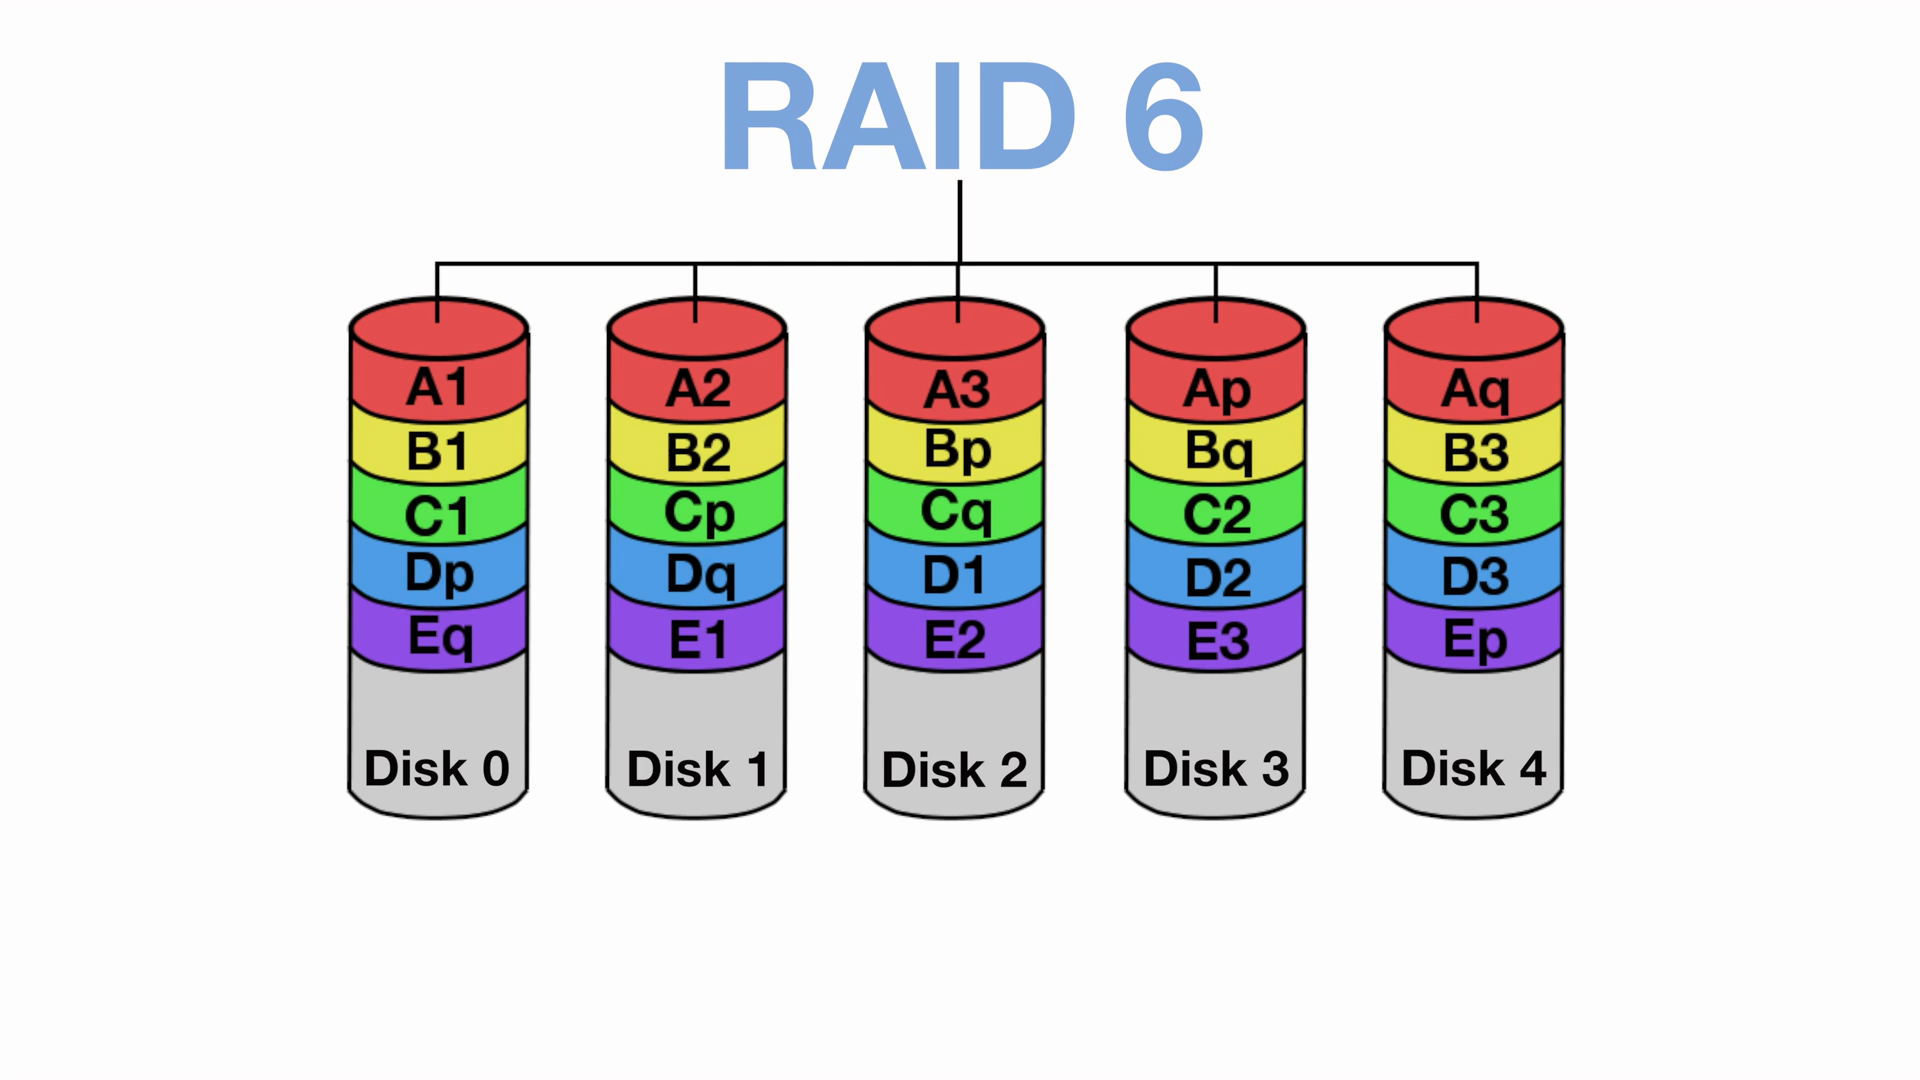 RAID 6
A1 A2 A3 Ap Aq
B1 B2 Bp Bq B3
C1 Cp Cq C2 C3
Dp Dq D1 D2 D3
Eq E1 E2 E3 Ep
Disk 0 Disk 1 Disk 2 Disk 3 Disk 4